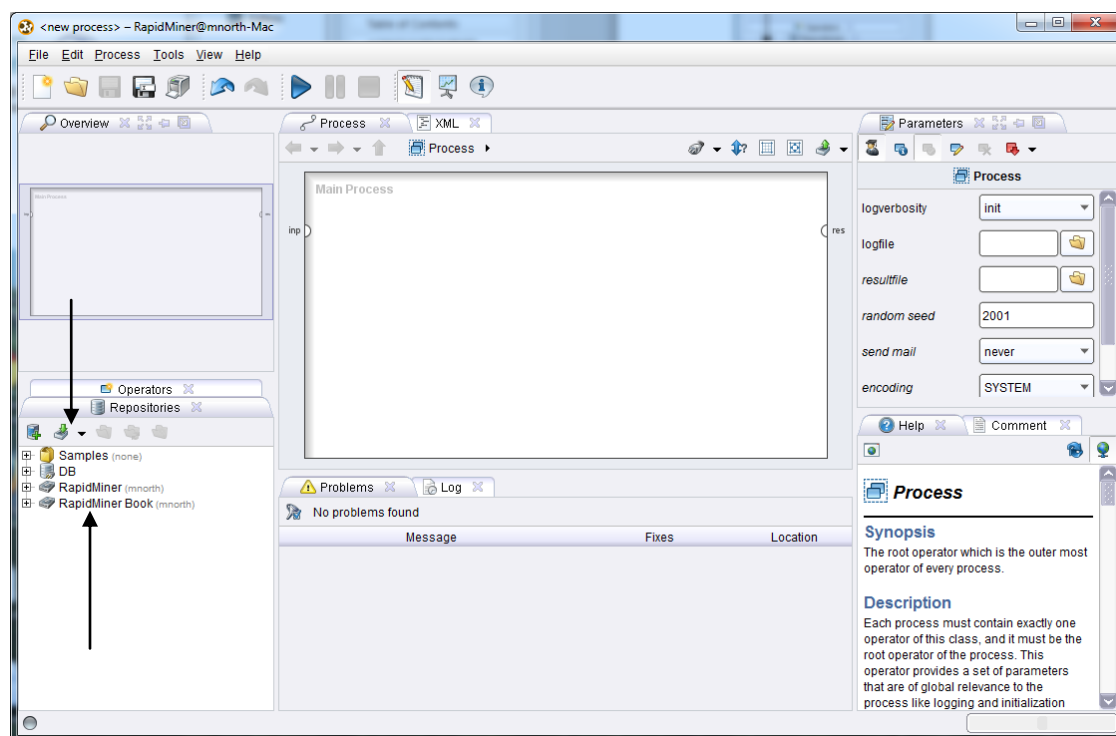 <new process> – RapidMiner@mnorth-Mac
File Edit Process Tools View Help
Overview
Process
XML
Parameters
Process
Main Process
inp
res
Process
logverbosity init
logfile
resultfile
random seed 2001
send mail never
encoding SYSTEM
Operators
Repositories
Samples (none)
DB
RapidMiner (mnorth)
RapidMiner Book (mnorth)
Problems
Log
No problems found
Message Fixes Location
Help
Comment
Process
Synopsis
The root operator which is the outer most
operator of every process.
Description
Each process must contain exactly one
operator of this class, and it must be the
root operator of the process. This
operator provides a set of parameters
that are of global relevance to the
process like logging and initialization